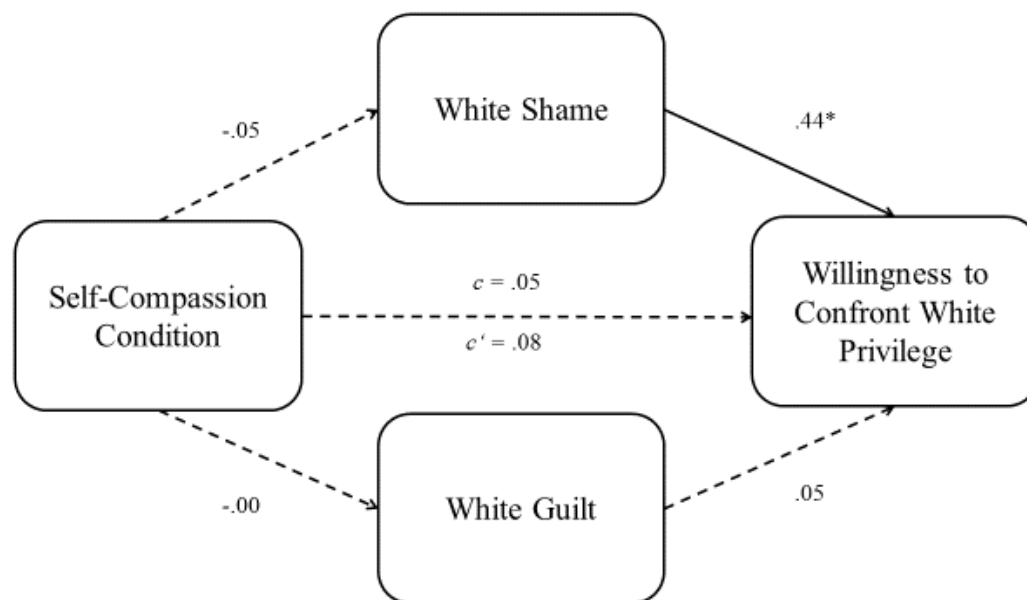 White Shame
-.05
.44*
Self-Compassion
Condition
c = .05
c‘ = .08
Willingness to
Confront White
Privilege
-.00
White Guilt
.05